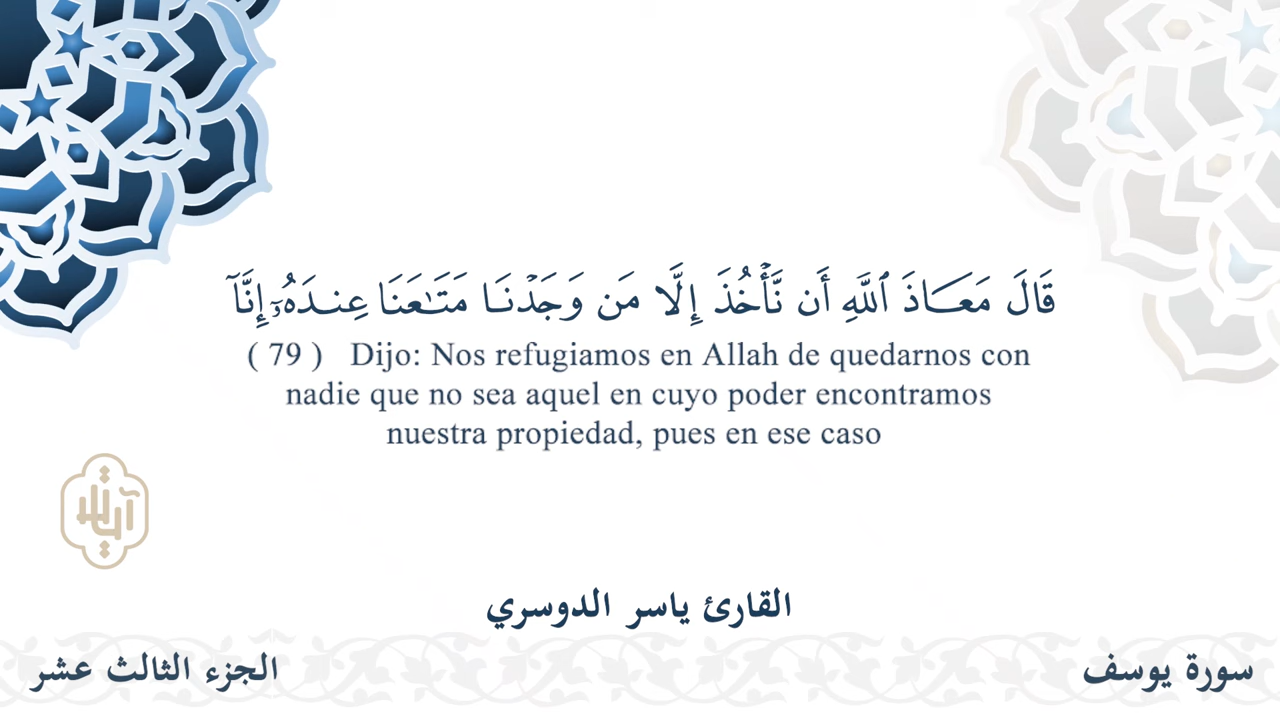 قَالَ مَعَاذَ ٱللَّهِ أَن نَّأۡخُذَ إِلَّا مَن وَجَدۡنَا مَتَٰعَنَا عِندَهُۥٓ إِنَّآ
( 79 ) Dijo: Nos refugiamos en Allah de quedarnos con
nadie que no sea aquel en cuyo poder encontramos
nuestra propiedad, pues en ese caso
القارئ ياسر الدوسري
سورة يوسف
الجزء الثالث عشر